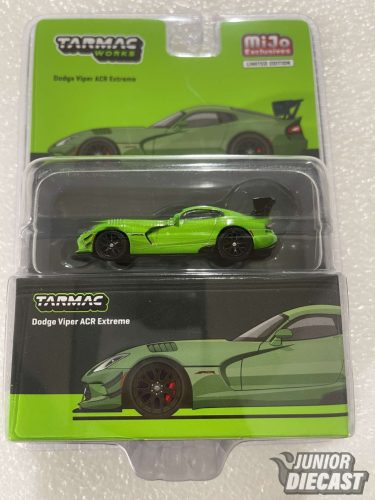 TARMAC
WORKS
MiJo
Exclusives
LIMITED EDITION
Dodge Viper ACR Extreme
TARMAC
Dodge Viper ACR Extreme
JUNIOR
DIECAST